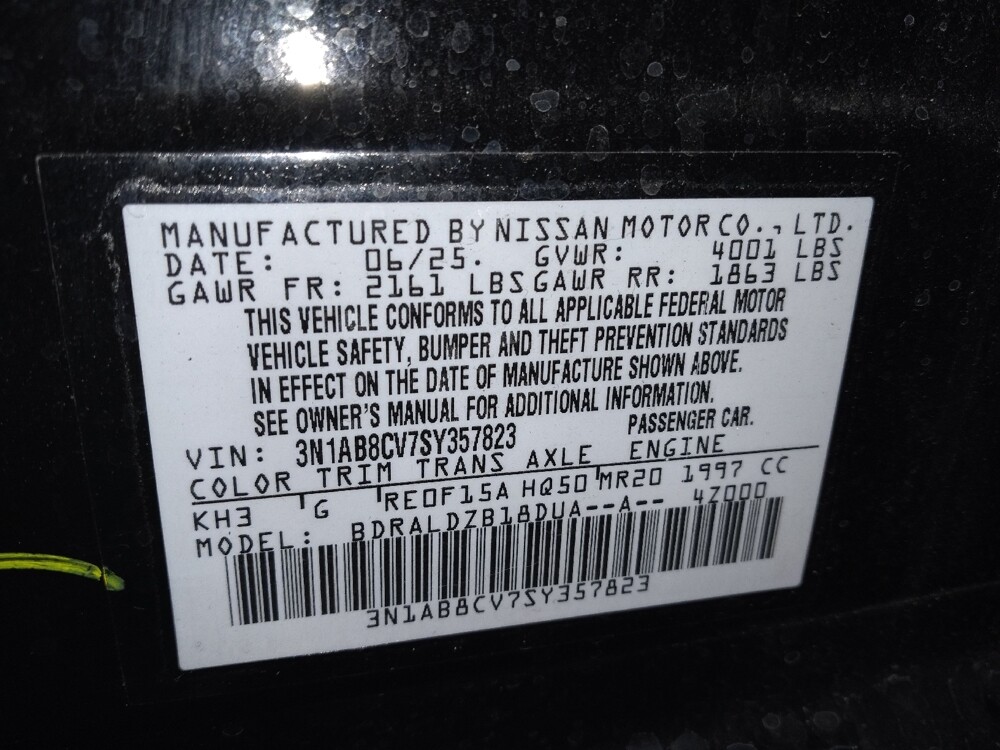 MANUFACTURED BY NISSAN MOTOR CO., LTD.
DATE: 06/25. GVWR: 4001 LBS
GAWR FR: 2161 LBS GAWR RR: 1863 LBS
THIS VEHICLE CONFORMS TO ALL APPLICABLE FEDERAL MOTOR
VEHICLE SAFETY, BUMPER AND THEFT PREVENTION STANDARDS
IN EFFECT ON THE DATE OF MANUFACTURE SHOWN ABOVE.
SEE OWNER'S MANUAL FOR ADDITIONAL INFORMATION.
VIN: 3N1AB8CV7SY357823 PASSENGER CAR.
COLOR TRIM TRANS AXLE ENGINE
KH3 G RE0F15A HQ50 MR20 1997 CC
MODEL: BDRALDZB18DUA--A-- 4Z000
3N1AB8CV7SY357823